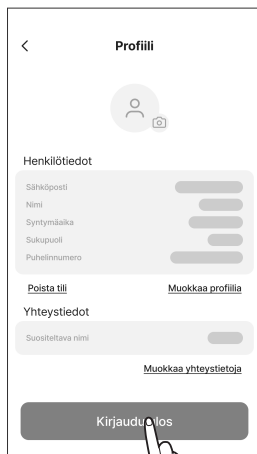 Profiili
Henkilötiedot
Sähköposti
Nimi
Syntymäaika
Sukupuoli
Puhelinnumero
Poista tili Muokkaa profiilia
Yhteystiedot
Suositeltava nimi
Muokkaa yhteystietoja
Kirjaudu ulos